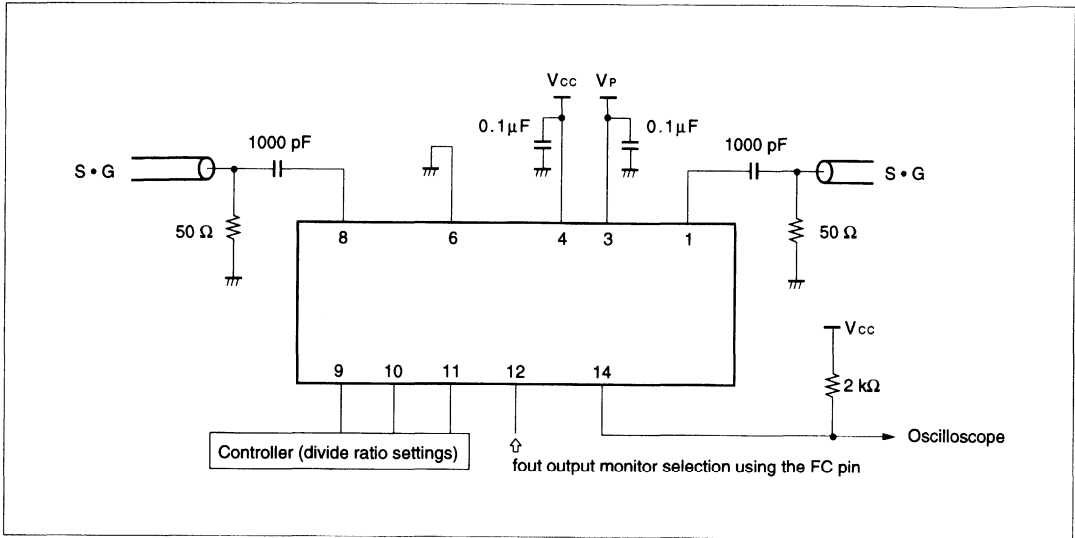 VCC VP
0.1µF 0.1µF
1000 pF 1000 pF
S • G S • G
50 Ω 50 Ω
8 6 4 3 1
VCC
9 10 11 12 14
2 kΩ
Controller (divide ratio settings)
Oscilloscope
fout output monitor selection using the FC pin